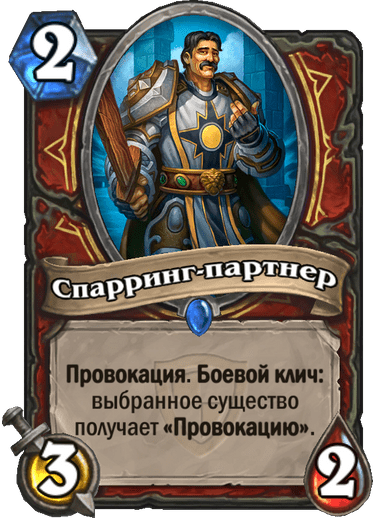 2
Спарринг-партнер
Провокация. Боевой клич:
выбранное существо
получает «Провокацию».
3
2